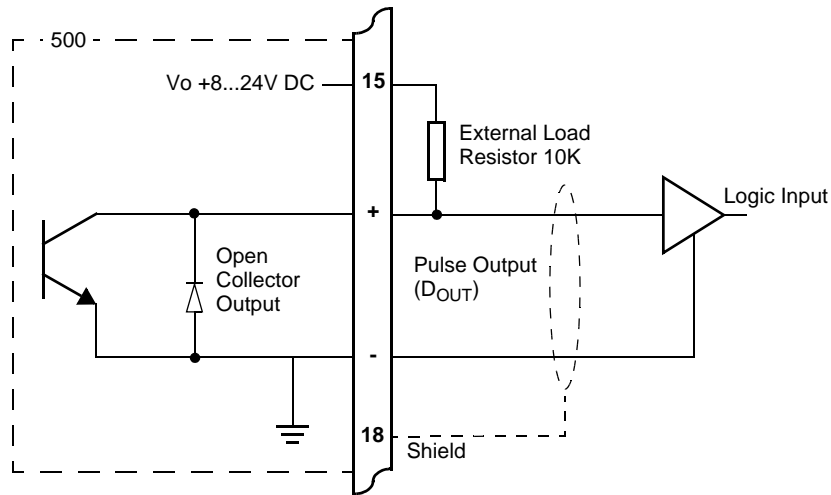 500
Vo +8...24V DC
15
External Load
Resistor 10K
+
Logic Input
Open
Collector
Output
Pulse Output
(DOUT)
-
18
Shield